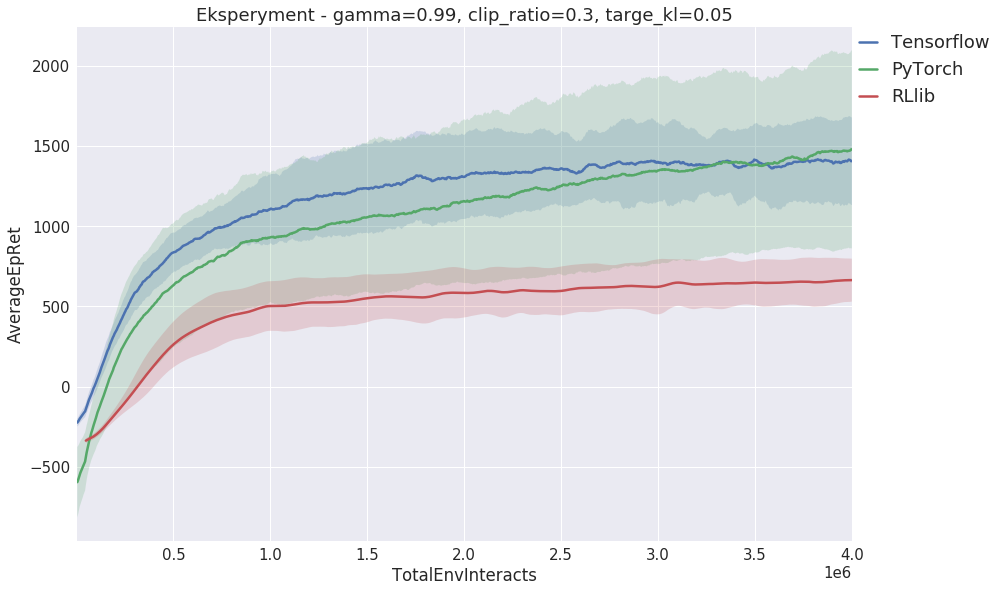 Eksperyment - gamma=0.99, clip_ratio=0.3, targe_kl=0.05
Tensorflow
PyTorch
RLlib
AverageEpRet
2000
1500
1000
500
0
−500
0.5 1.0 1.5 2.0 2.5 3.0 3.5 4.0
1e6
TotalEnvInteracts